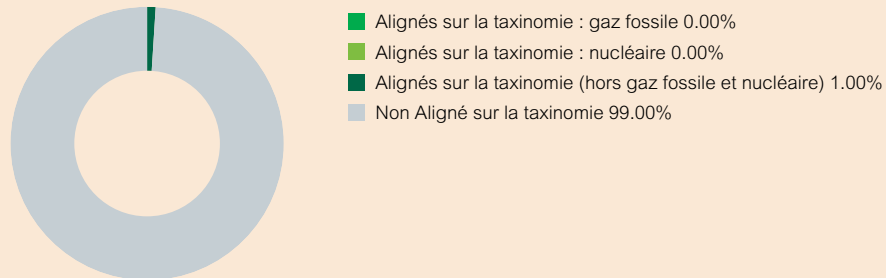 Alignés sur la taxinomie : gaz fossile 0.00%
Alignés sur la taxinomie : nucléaire 0.00%
Alignés sur la taxinomie (hors gaz fossile et nucléaire) 1.00%
Non Aligné sur la taxinomie 99.00%